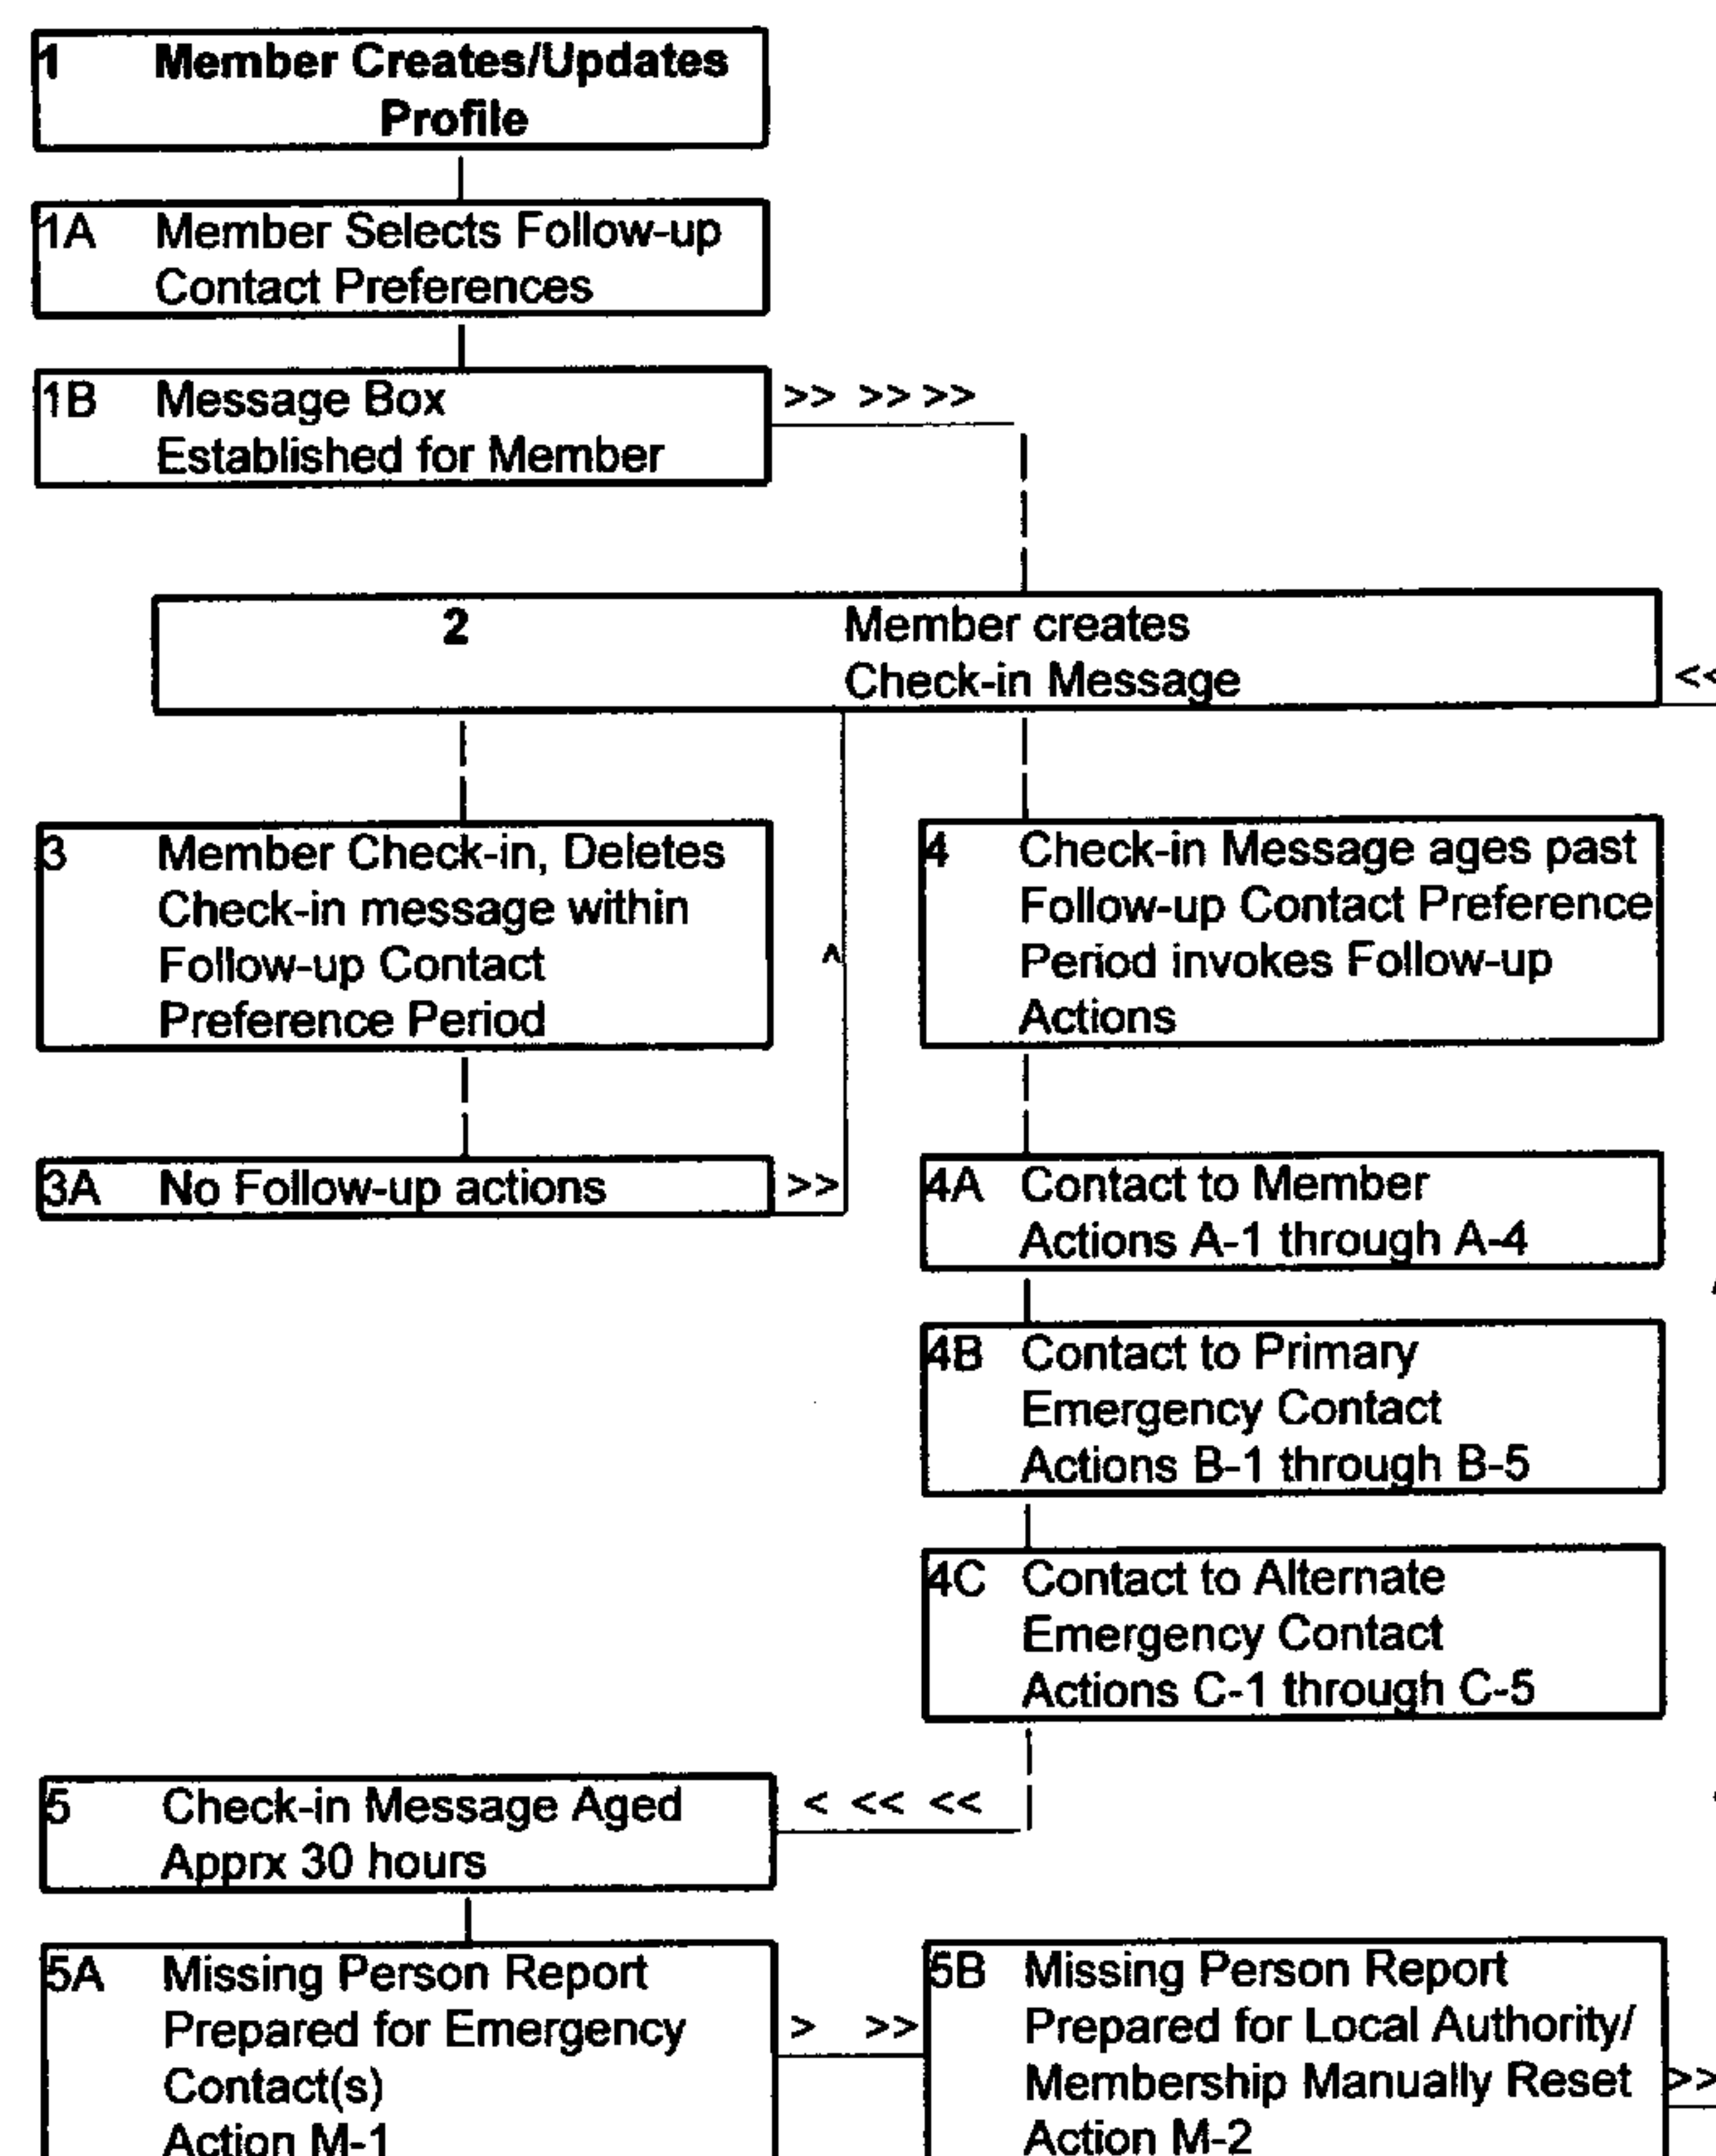 1 Member Creates/Updates
Profile
1A Member Selects Follow-up
Contact Preferences
1B Message Box >> >> >>
Established for Member
2 Member creates
Check-in Message <<
3 Member Check-in, Deletes
Check-in message within
Follow-up Contact
Preference Period
^
4 Check-in Message ages past
Follow-up Contact Preference
Period invokes Follow-up
Actions
3A No Follow-up actions >>
4A Contact to Member
Actions A-1 through A-4
4B Contact to Primary
Emergency Contact
Actions B-1 through B-5
4C Contact to Alternate
Emergency Contact
Actions C-1 through C-5
5 Check-in Message Aged < << <<
Apprx 30 hours
5A Missing Person Report
Prepared for Emergency > >>
Contact(s)
Action M-1
5B Missing Person Report
Prepared for Local Authority/
Membership Manually Reset >>
Action M-2